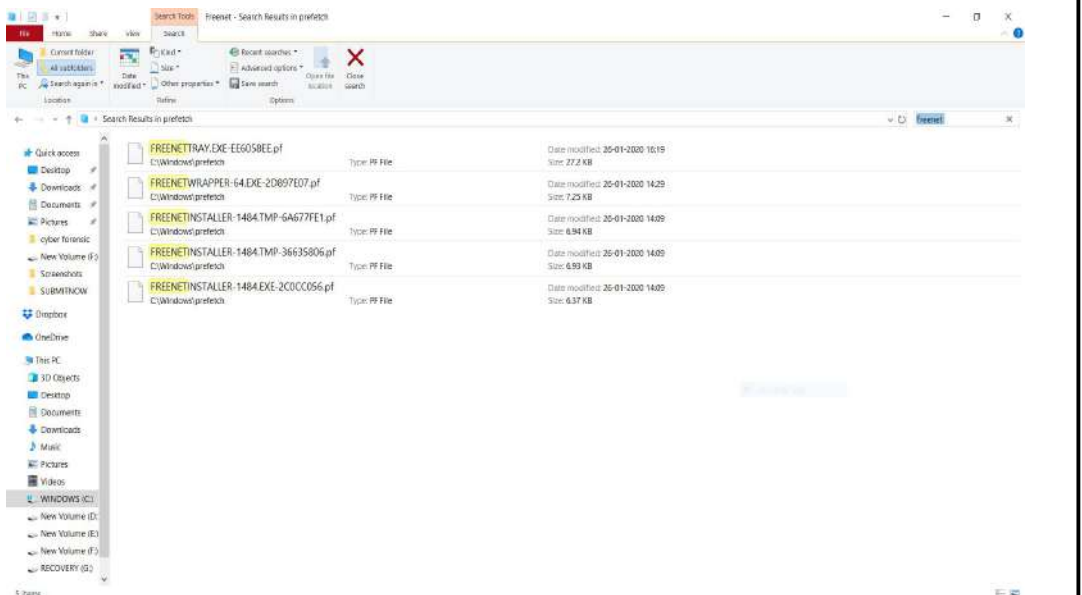 Search Tools Freenet - Search Results in prefetch
File Home Share View Search
Current folder
All subfolders
Search again in
This PC
Location
Date modified
Kind
Size
Other properties
Refine
Recent searches
Advanced options
Save search
Open file location
Close search
Options
Search Results in prefetch
freenet
Quick access
Desktop
Downloads
Documents
Pictures
cyber forensic
New Volume (F:)
Screenshots
SUBMITNOW
Dropbox
OneDrive
This PC
3D Objects
Desktop
Documents
Downloads
Music
Pictures
Videos
WINDOWS (C:)
New Volume (D:
New Volume (E:)
New Volume (F:)
RECOVERY (G:)
FREENETTRAY.EXE-EE6058EE.pf
C:\Windows\prefetch Type: PF File
Date modified: 26-01-2020 16:19
Size: 27.2 KB
FREENETWRAPPER-64.EXE-2D897E07.pf
C:\Windows\prefetch Type: PF File
Date modified: 26-01-2020 14:29
Size: 7.25 KB
FREENETINSTALLER-1484.TMP-6A677FE1.pf
C:\Windows\prefetch Type: PF File
Date modified: 26-01-2020 14:09
Size: 6.94 KB
FREENETINSTALLER-1484.TMP-36635806.pf
C:\Windows\prefetch Type: PF File
Date modified: 26-01-2020 14:09
Size: 6.93 KB
FREENETINSTALLER-1484.EXE-2C0CC056.pf
C:\Windows\prefetch Type: PF File
Date modified: 26-01-2020 14:09
Size: 6.37 KB
5 items